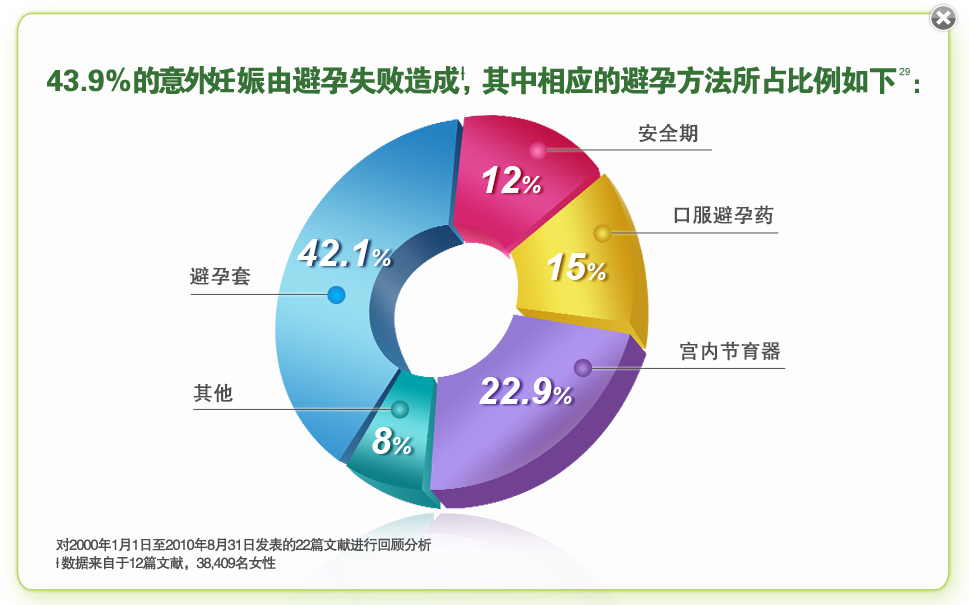 43.9%的意外妊娠由避孕失败造成ƚ, 其中相应的避孕方法所占比例如下29：
安全期
12%
口服避孕药
15%
42.1%
避孕套
宫内节育器
22.9%
其他
8%
对2000年1月1日至2010年8月31日发表的22篇文献进行回顾分析
ƚ 数据来自于12篇文献，38,409名女性